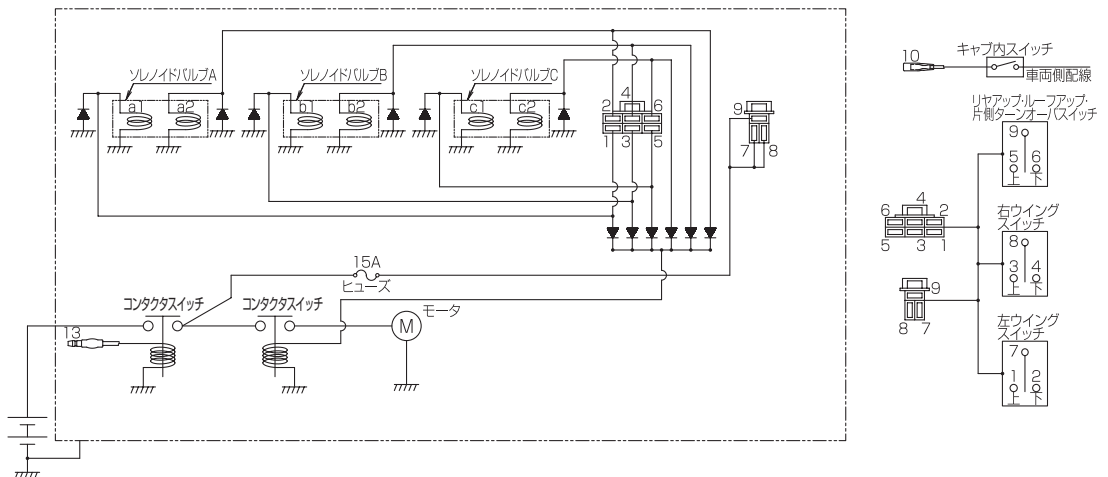 ソレノイドバルブA
ソレノイドバルブB
ソレノイドバルブC
a1
a2
b1
b2
c1
c2
2
4
6
1
3
5
9
7
8
15A
ヒューズ
コンタクタスイッチ
コンタクタスイッチ
モータ
M
13
10
キャブ内スイッチ
車両側配線
リヤアップ・ルーフアップ・
片側ターンオーバスイッチ
9
5
6
上
下
6
4
2
5
3
1
右ウイング
スイッチ
8
3
4
上
下
9
8
7
左ウイング
スイッチ
7
1
2
上
下